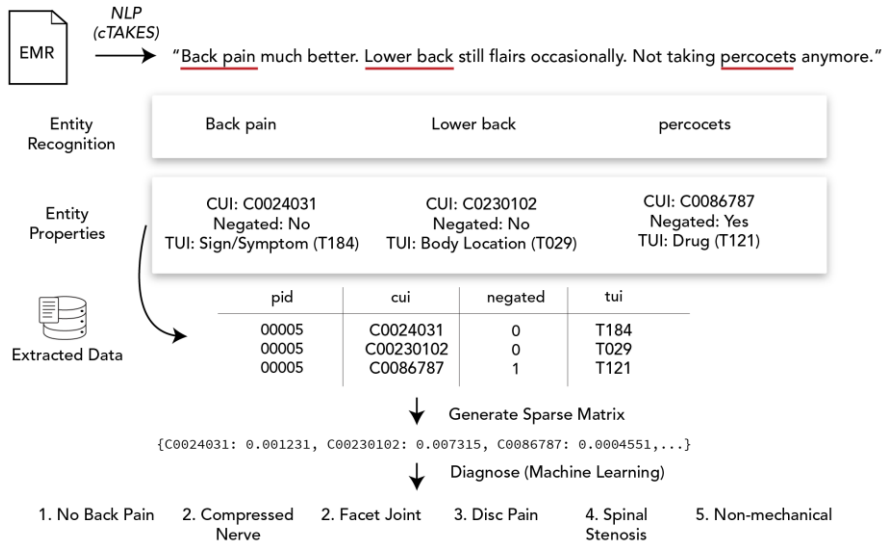 NLP
(cTAKES)
EMR
“Back pain much better. Lower back still flairs occasionally. Not taking percocets anymore.”
Entity
Recognition
Back pain
Lower back
percocets
Entity
Properties
CUI: C0024031
Negated: No
TUI: Sign/Symptom (T184)
CUI: C0230102
Negated: No
TUI: Body Location (T029)
CUI: C0086787
Negated: Yes
TUI: Drug (T121)
Extracted Data
pid cui negated tui
00005 C0024031 0 T184
00005 C00230102 0 T029
00005 C0086787 1 T121
Generate Sparse Matrix
{C0024031: 0.001231, C00230102: 0.007315, C0086787: 0.0004551,...}
Diagnose (Machine Learning)
1. No Back Pain
2. Compressed
Nerve
2. Facet Joint
3. Disc Pain
4. Spinal
Stenosis
5. Non-mechanical